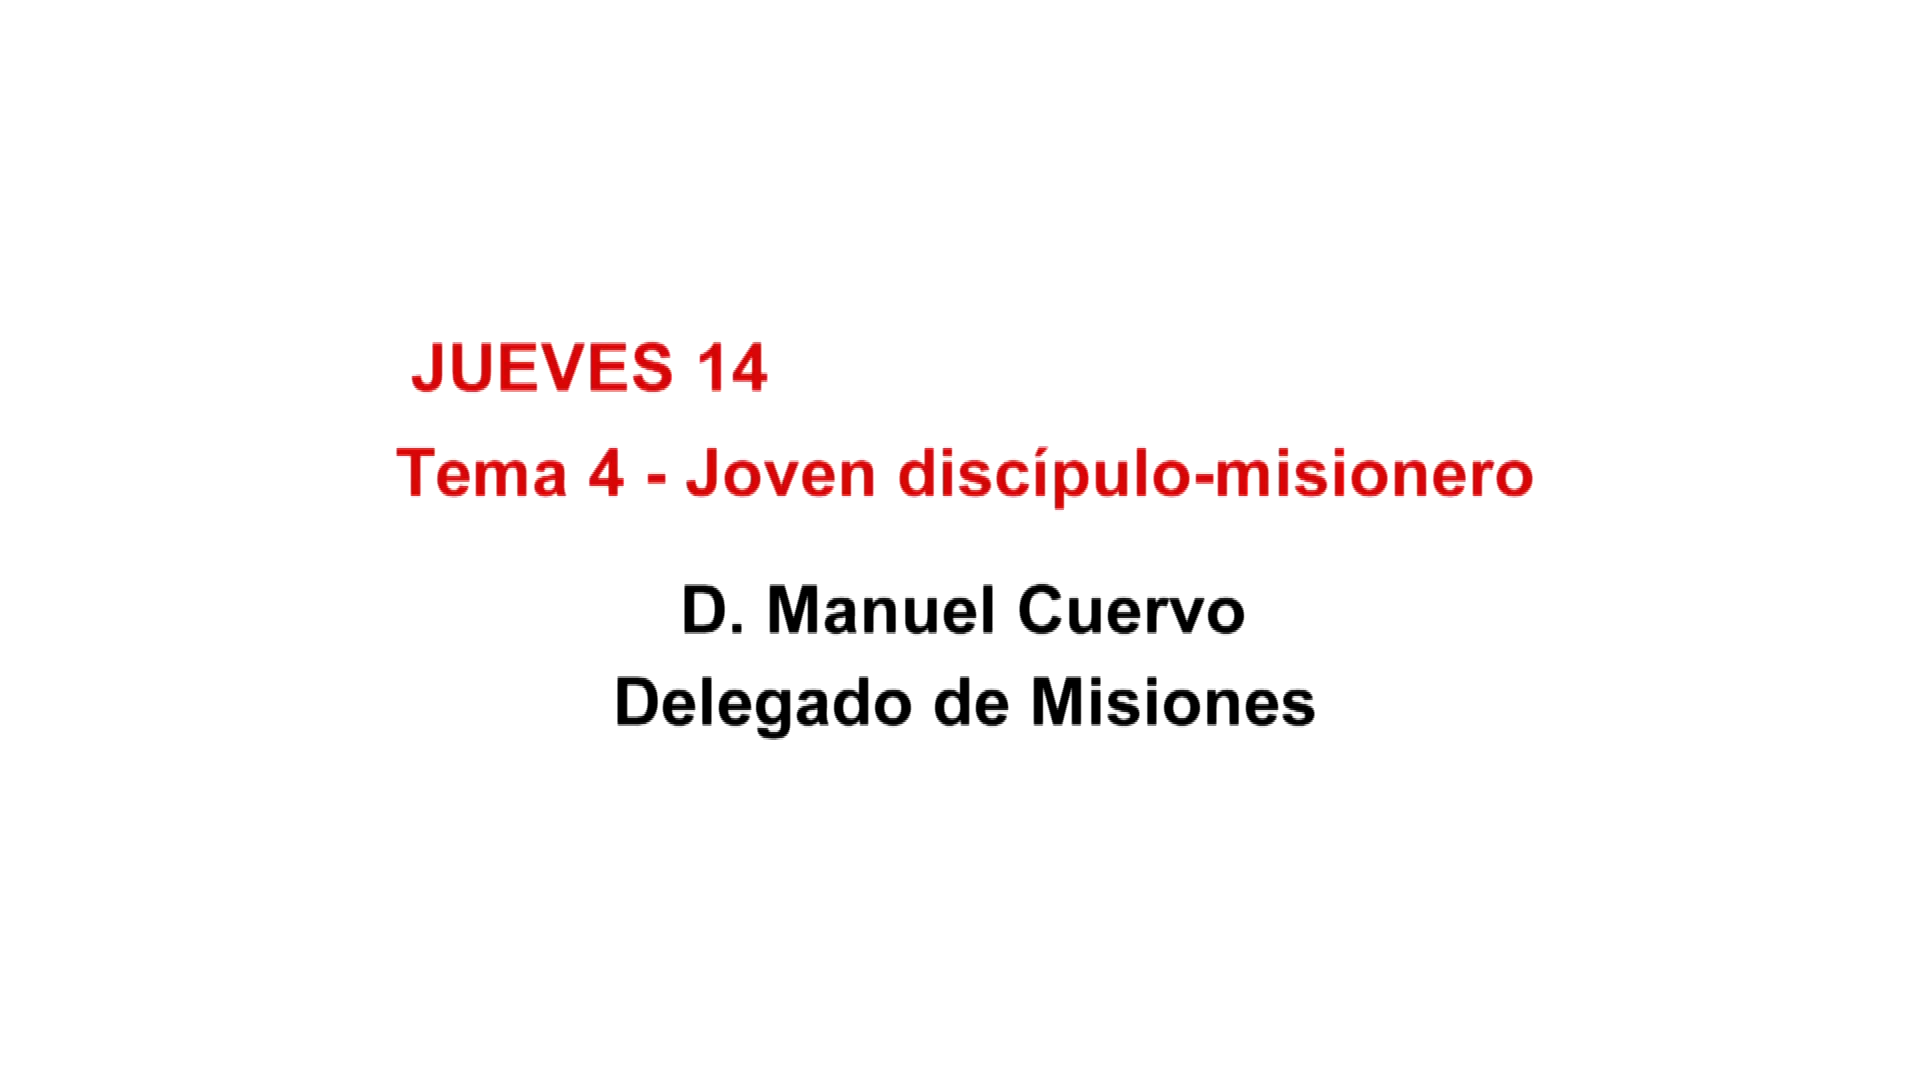 JUEVES 14
Tema 4 - Joven discípulo-misionero
D. Manuel Cuervo
Delegado de Misiones